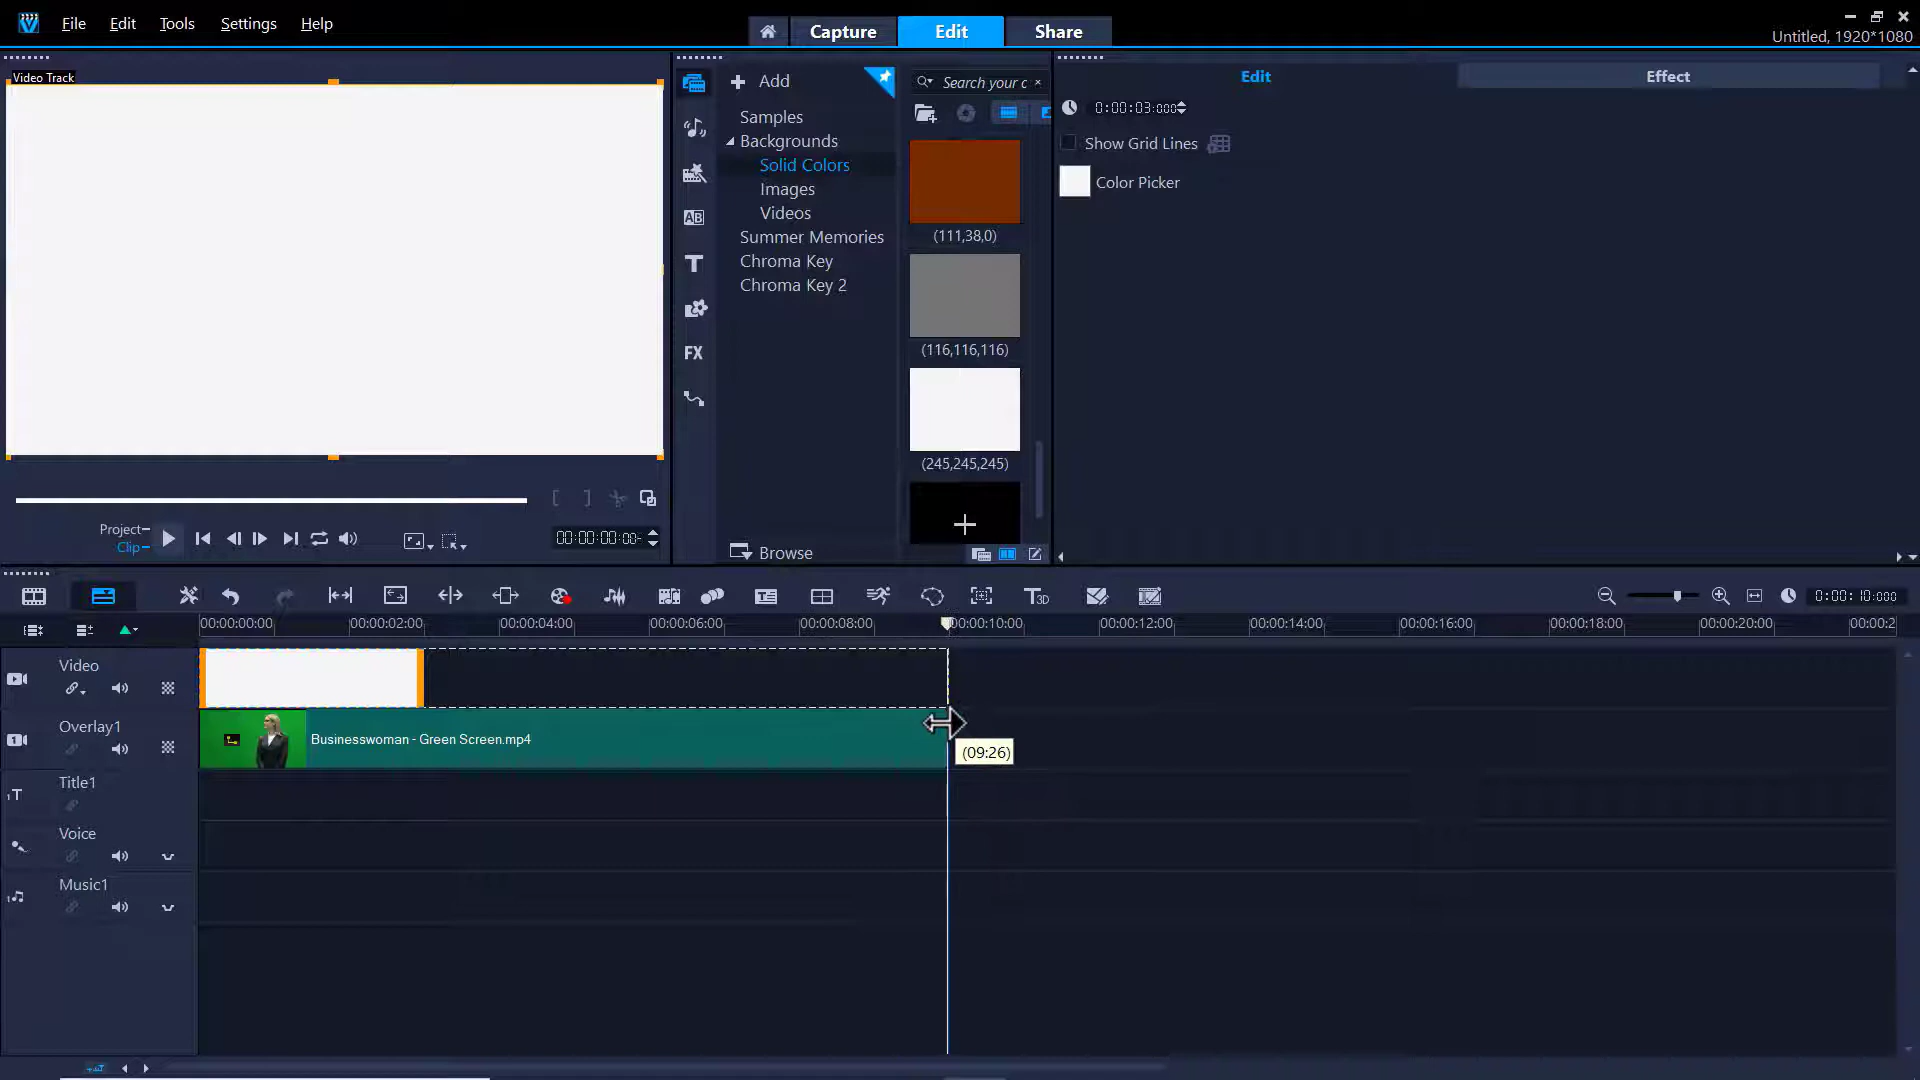 File Edit Tools Settings Help
Capture Edit Share
Untitled, 1920*1080
Video Track
Add
Search your c
Edit
Effect
0:00:03:000
Samples
Backgrounds
Show Grid Lines
Solid Colors
Color Picker
Images
Videos
Summer Memories
(111,38,0)
Chroma Key
Chroma Key 2
(116,116,116)
T
FX
(245,245,245)
Project
Clip
00:00:00:00
Browse
T3D
0:00:10:000
00:00:00:00 00:00:02:00 00:00:04:00 00:00:06:00 00:00:08:00 00:00:10:00 00:00:12:00 00:00:14:00 00:00:16:00 00:00:18:00 00:00:20:00 00:00:2
Video
Overlay1
Businesswoman - Green Screen.mp4
(09:26)
Title1
Voice
Music1